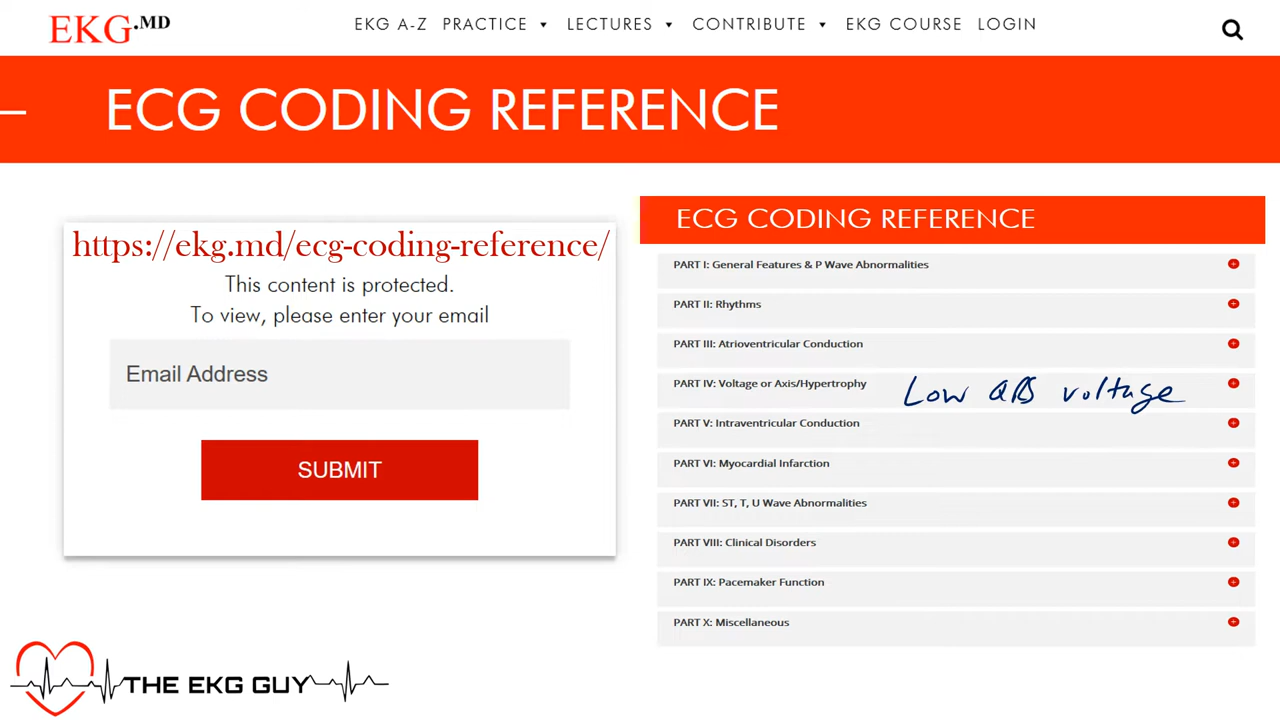 EKG.MD
EKG A-Z PRACTICE LECTURES CONTRIBUTE EKG COURSE LOGIN
ECG CODING REFERENCE
https://ekg.md/ecg-coding-reference/
This content is protected.
To view, please enter your email
Email Address
SUBMIT
ECG CODING REFERENCE
PART I: General Features & P Wave Abnormalities
PART II: Rhythms
PART III: Atrioventricular Conduction
PART IV: Voltage or Axis/Hypertrophy Low QRS voltage
PART V: Intraventricular Conduction
PART VI: Myocardial Infarction
PART VII: ST, T, U Wave Abnormalities
PART VIII: Clinical Disorders
PART IX: Pacemaker Function
PART X: Miscellaneous
THE EKG GUY